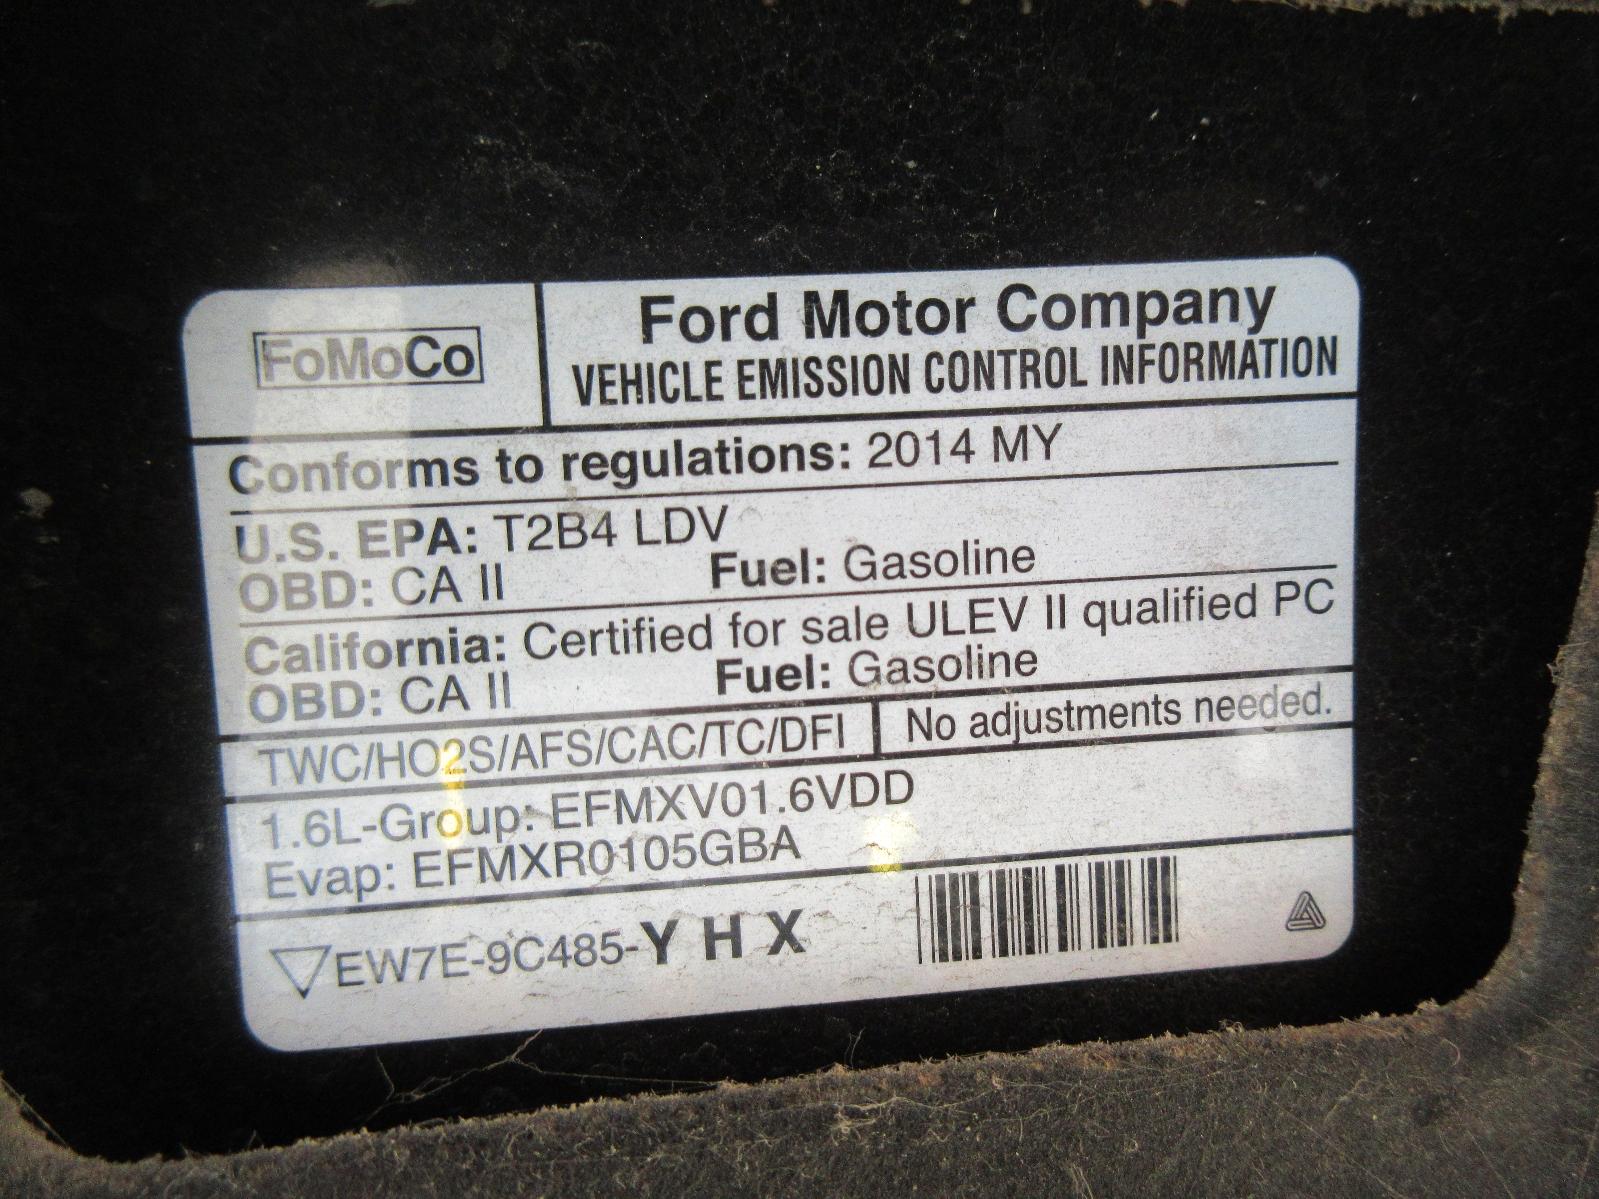 FoMoCo
Ford Motor Company
VEHICLE EMISSION CONTROL INFORMATION
Conforms to regulations: 2014 MY
U.S. EPA: T2B4 LDV
OBD: CA II Fuel: Gasoline
California: Certified for sale ULEV II qualified PC
OBD: CA II Fuel: Gasoline
TWC/HO2S/AFS/CAC/TC/DFI
No adjustments needed.
1.6L-Group: EFMXV01.6VDD
Evap: EFMXR0105GBA
EW7E-9C485-Y H X